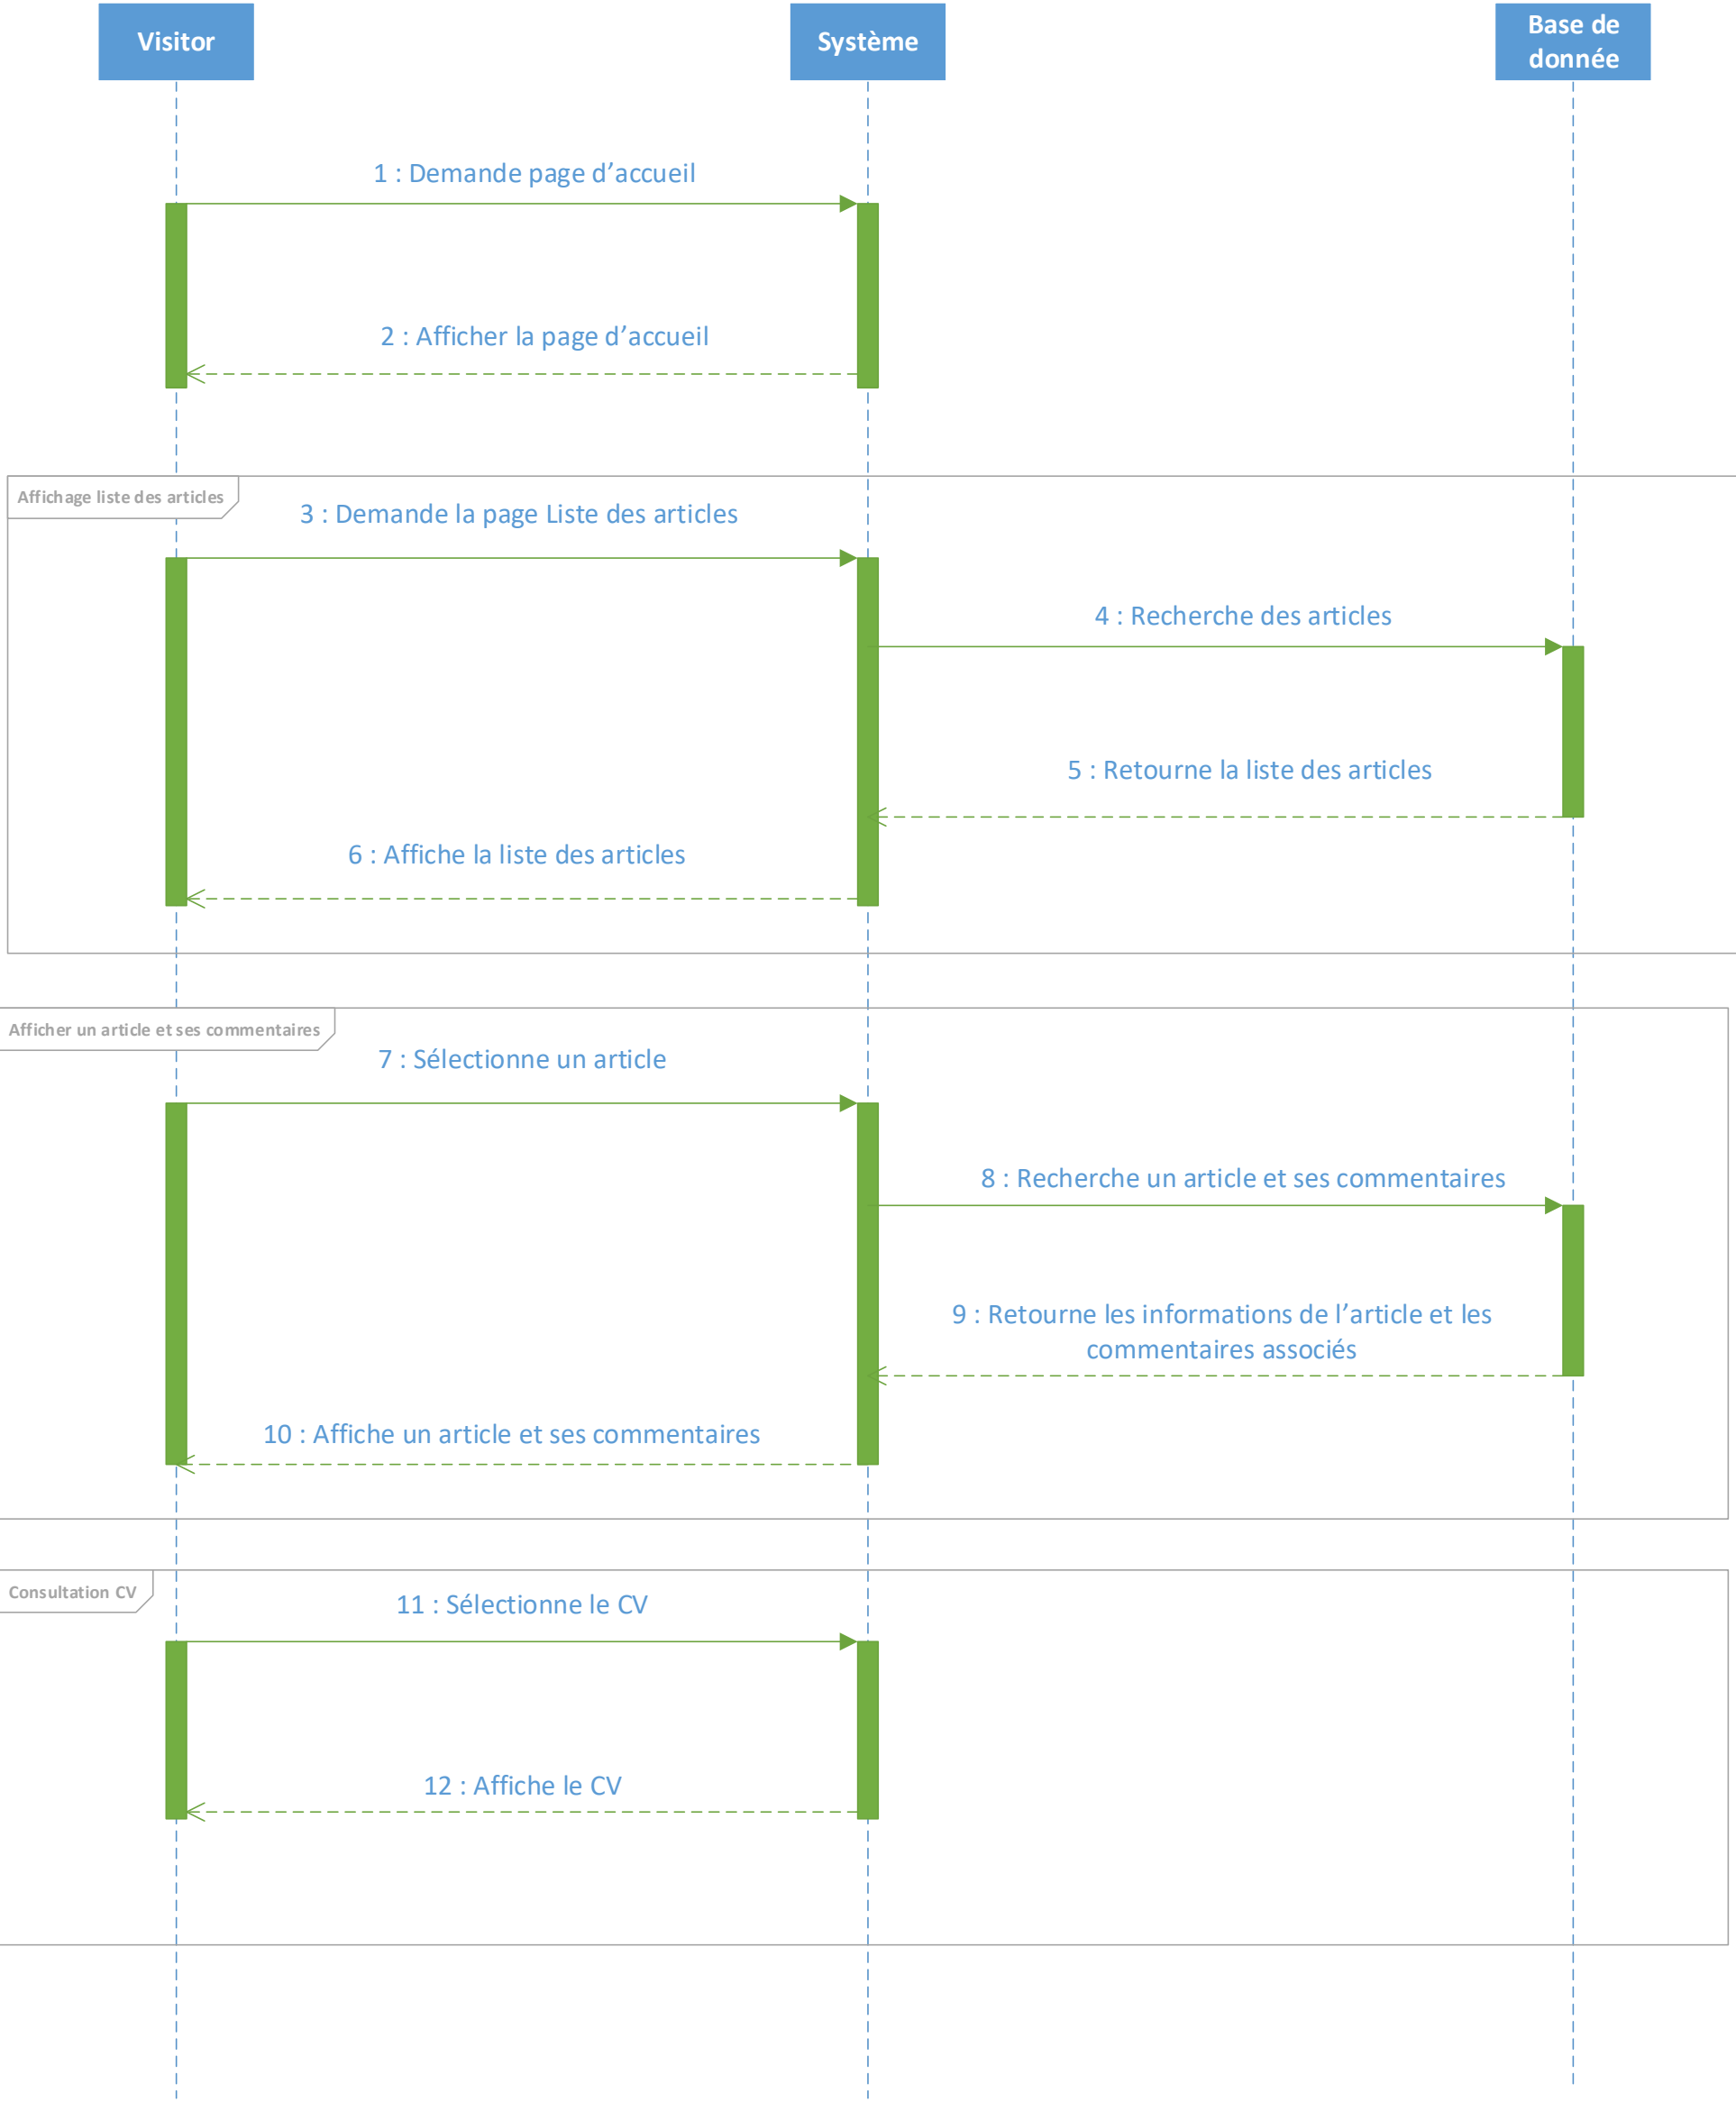 Visitor
Système
Base de
donnée
1 : Demande page d’accueil
2 : Afficher la page d’accueil
Affichage liste des articles
3 : Demande la page Liste des articles
4 : Recherche des articles
5 : Retourne la liste des articles
6 : Affiche la liste des articles
Afficher un article et ses commentaires
7 : Sélectionne un article
8 : Recherche un article et ses commentaires
9 : Retourne les informations de l’article et les
commentaires associés
10 : Affiche un article et ses commentaires
Consultation CV
11 : Sélectionne le CV
12 : Affiche le CV